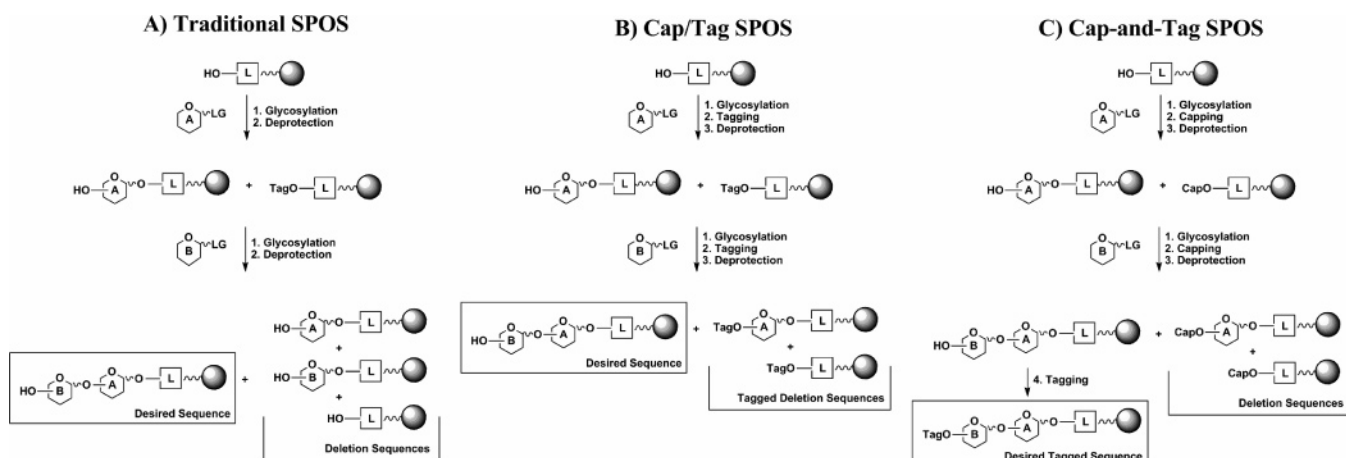 A) Traditional SPOS
HO L
O A LG
1. Glycosylation
2. Deprotection
HO O A O L + TagO L
O B LG
1. Glycosylation
2. Deprotection
HO O A O L
+
HO O B O L
+
HO L
HO O B O O A O L +
Desired Sequence
Deletion Sequences
B) Cap/Tag SPOS
HO L
O A LG
1. Glycosylation
2. Tagging
3. Deprotection
HO O A O L + TagO L
O B LG
1. Glycosylation
2. Tagging
3. Deprotection
HO O B O O A O L +
Desired Sequence
TagO O A O L
+
TagO L
Tagged Deletion Sequences
C) Cap-and-Tag SPOS
HO L
O A LG
1. Glycosylation
2. Capping
3. Deprotection
HO O A O L + CapO L
O B LG
1. Glycosylation
2. Capping
3. Deprotection
HO O B O O A O L +
CapO O A O L
+
CapO L
Deletion Sequences
4. Tagging
TagO O B O O A O L
Desired Tagged Sequence